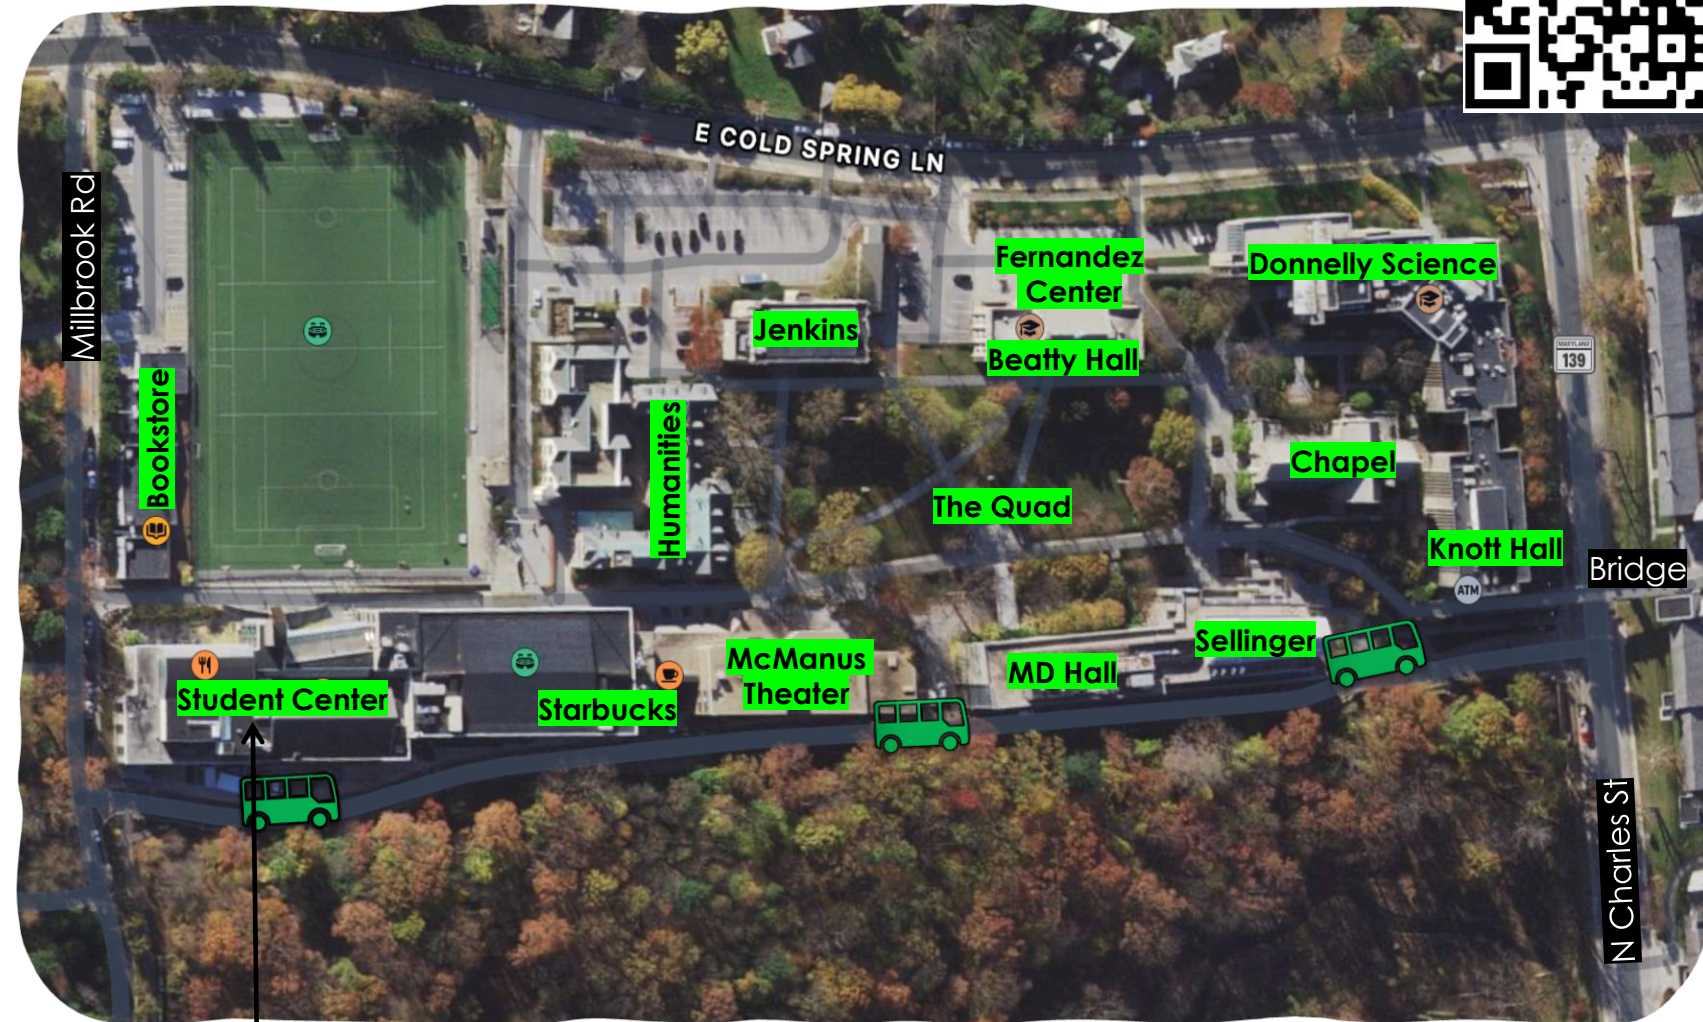 E COLD SPRING LN
Millbrook Rd
Fernandez
Center
Donnelly Science
Jenkins
Beatty Hall
MARYLAND
139
Bookstore
Humanities
Chapel
The Quad
Knott Hall
Bridge
ATM
Sellinger
McManus
Theater
MD Hall
Student Center
Starbucks
N Charles St